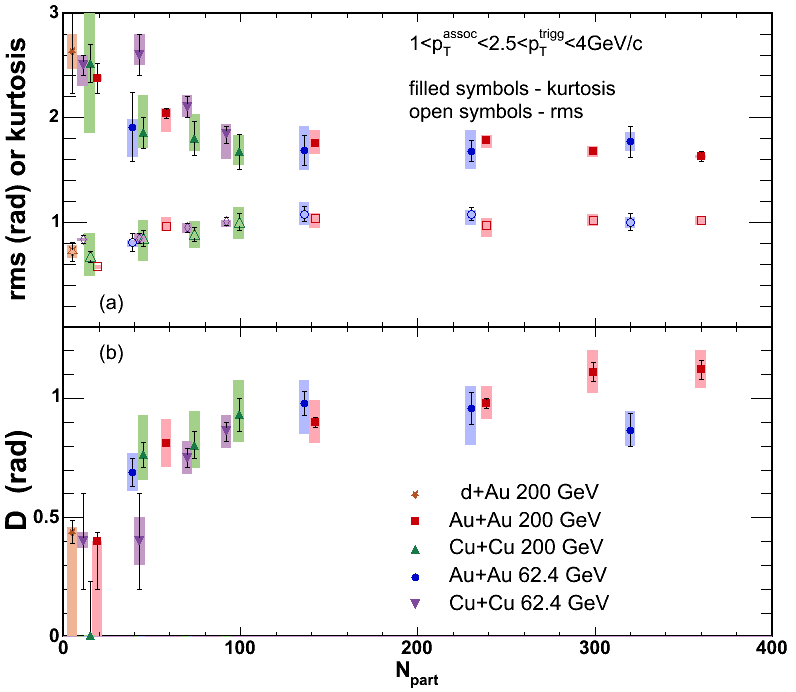 3
1<p_T^assoc<2.5<p_T^trigg<4GeV/c
filled symbols - kurtosis
open symbols - rms
2
1
rms (rad) or kurtosis
(a)
(b)
1
0.5
0
D (rad)
d+Au 200 GeV
Au+Au 200 GeV
Cu+Cu 200 GeV
Au+Au 62.4 GeV
Cu+Cu 62.4 GeV
0 100 200 300 400
N_part